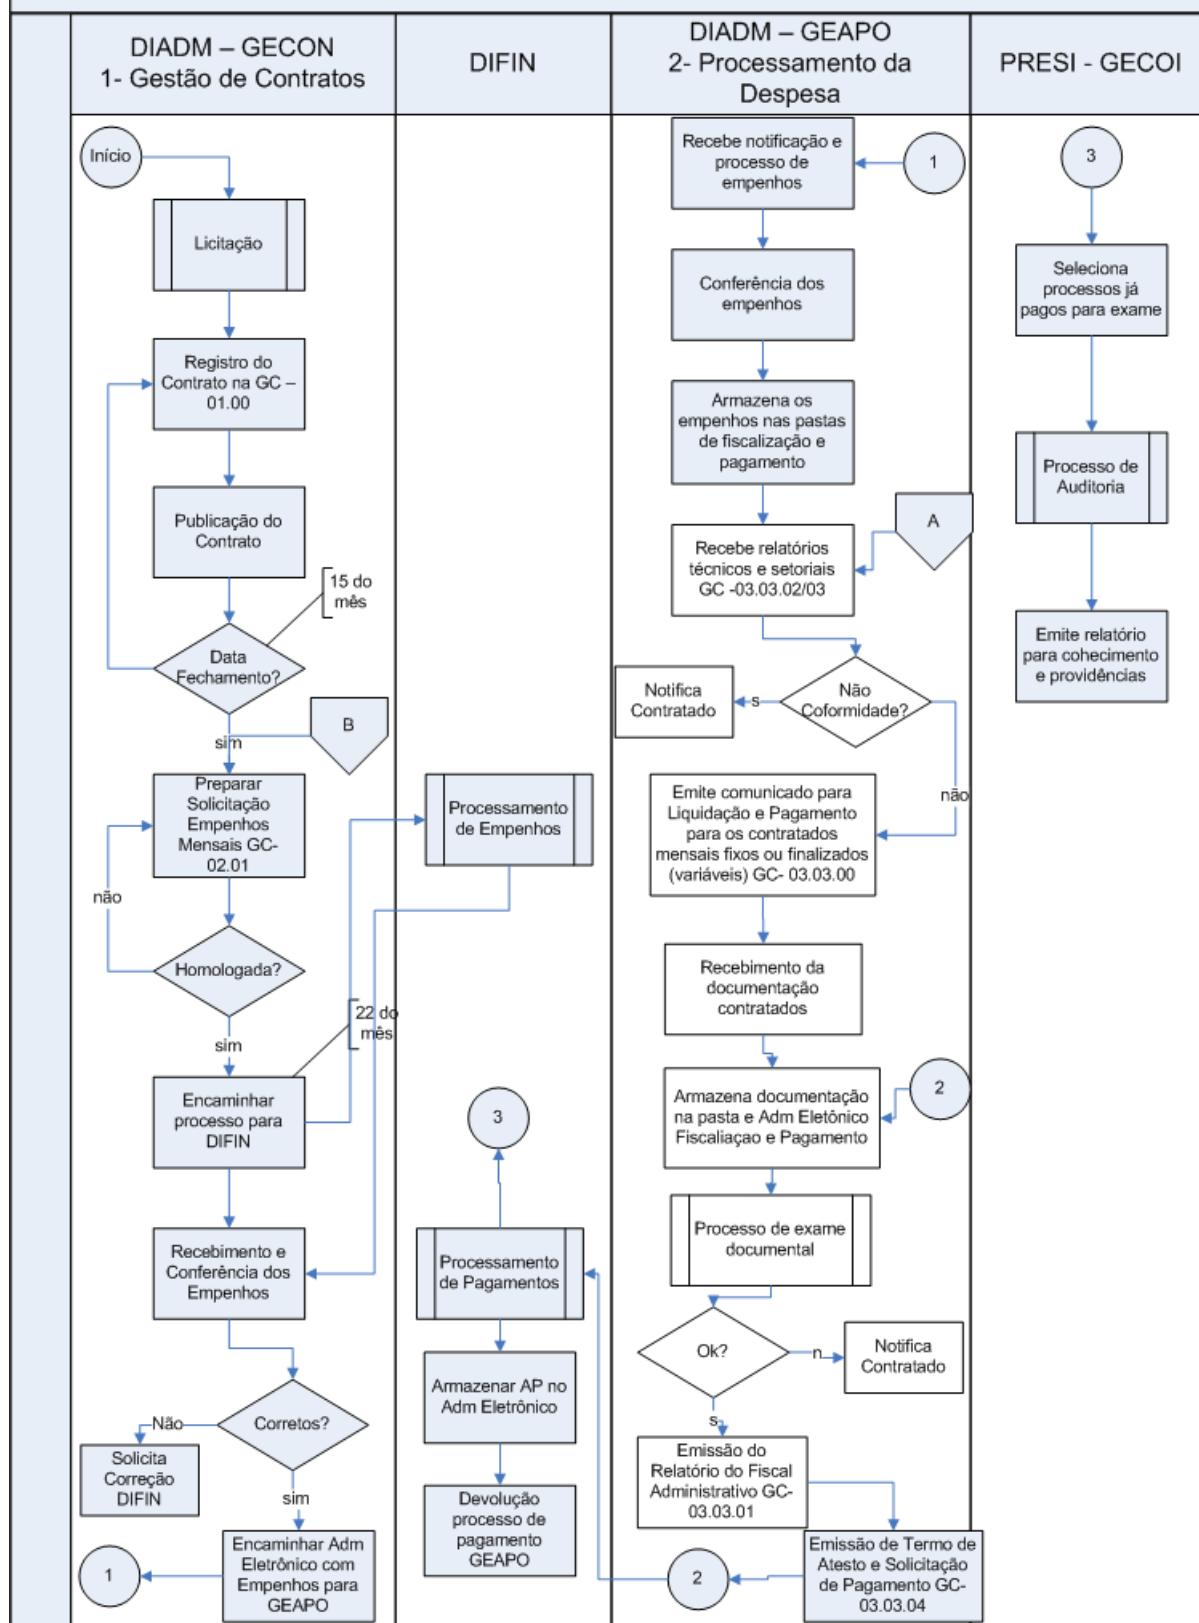 DIADM – GECON
1- Gestão de Contratos
DIFIN
DIADM – GEAPO
2- Processamento da
Despesa
PRESI - GECOI
Início
Licitação
Registro do
Contrato na GC –
01.00
Publicação do
Contrato
15 do
mês
Data
Fechamento?
sim
B
Preparar
Solicitação
Empenhos
Mensais GC-
02.01
não
Homologada?
22 do
mês
sim
Encaminhar
processo para
DIFIN
Recebimento e
Conferência dos
Empenhos
Corretos?
Não
Solicita
Correção
DIFIN
sim
Encaminhar Adm
Eletrônico com
Empenhos para
GEAPO
1
Processamento
de Empenhos
3
Processamento
de Pagamentos
Armazenar AP no
Adm Eletrônico
Devolução
processo de
pagamento
GEAPO
Recebe notificação e
processo de
empenhos
1
Conferência dos
empenhos
Armazena os
empenhos nas pastas
de fiscalização e
pagamento
A
Recebe relatórios
técnicos e setoriais
GC -03.03.02/03
Não
Coformidade?
s
Notifica
Contratado
não
Emite comunicado para
Liquidação e Pagamento
para os contratados
mensais fixos ou finalizados
(variáveis) GC- 03.03.00
Recebimento da
documentação
contratados
2
Armazena documentação
na pasta e Adm Eletônico
Fiscaliaçao e Pagamento
Processo de exame
documental
Ok?
n
Notifica
Contratado
s
Emissão do
Relatório do Fiscal
Administrativo GC-
03.03.01
Emissão de Termo de
Atesto e Solicitação
de Pagamento GC-
03.03.04
2
3
Seleciona
processos já
pagos para exame
Processo de
Auditoria
Emite relatório
para cohecimento
e providências